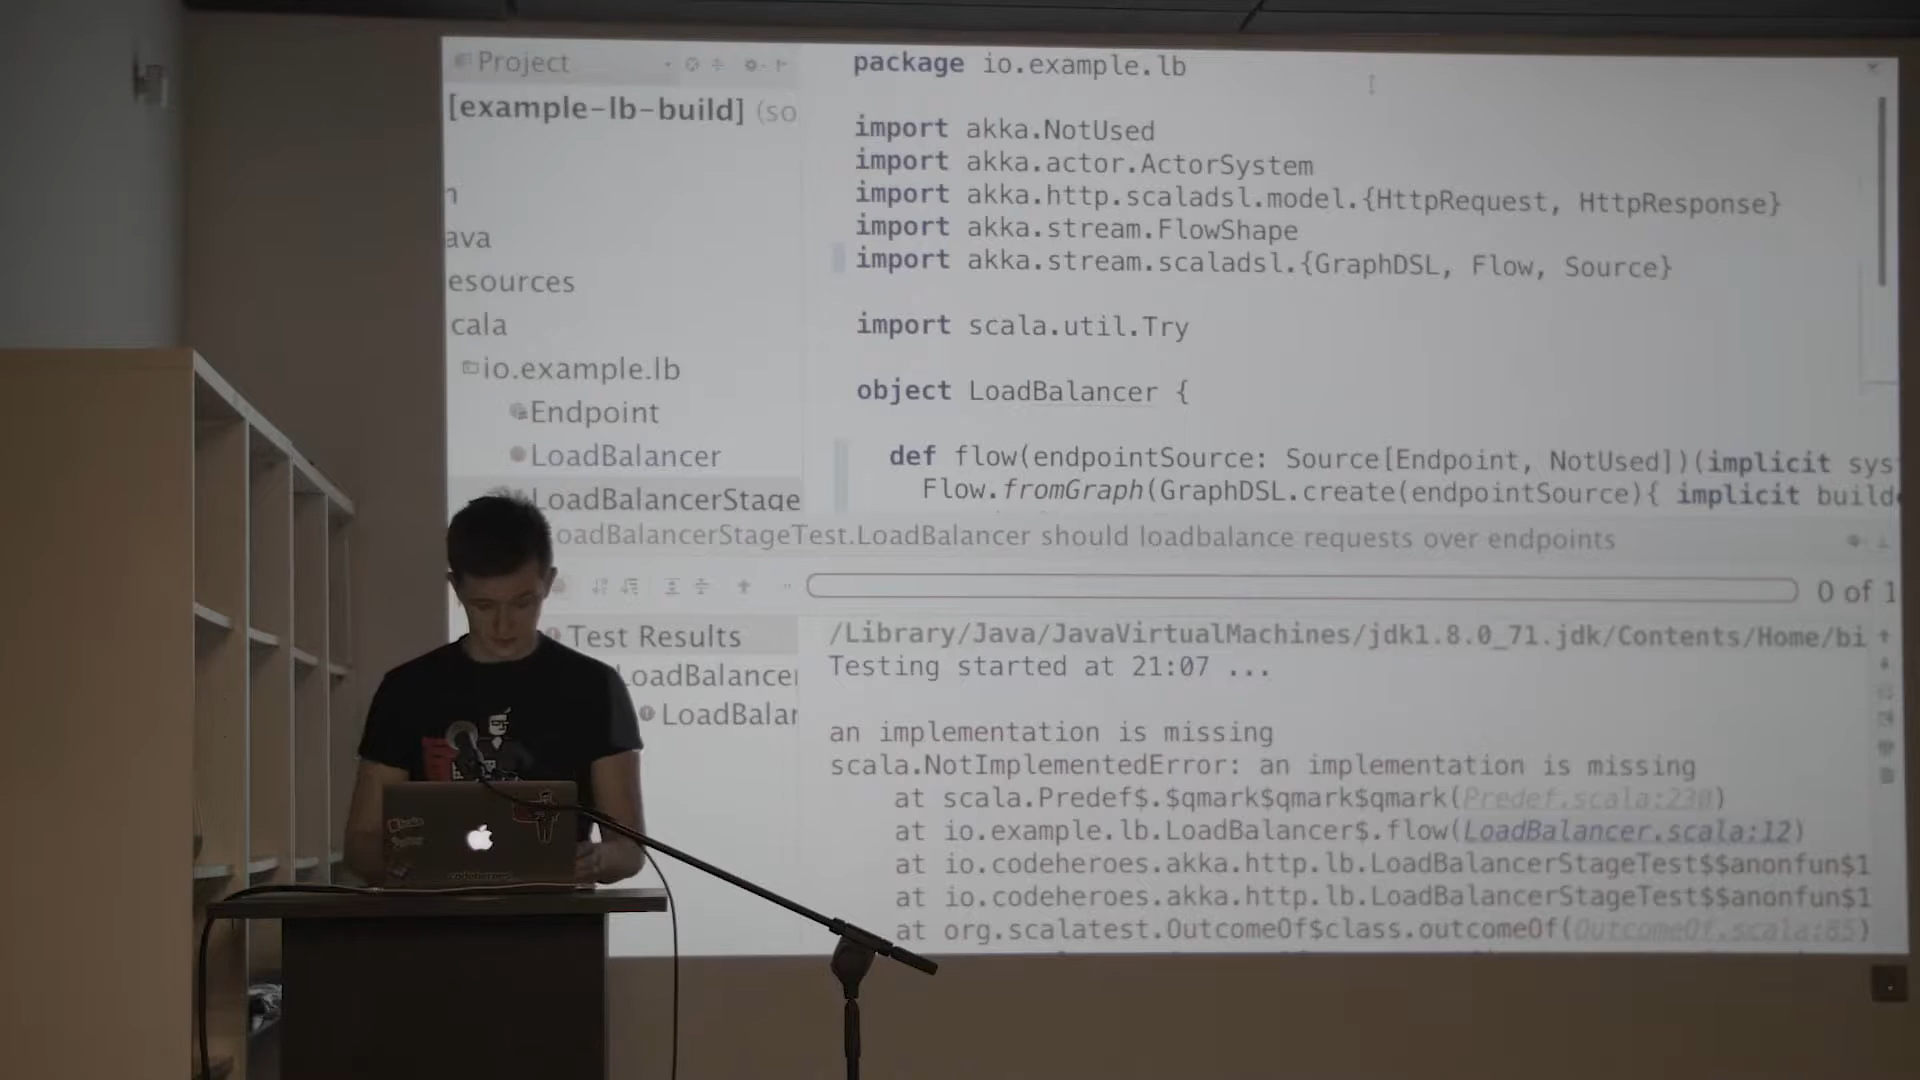 Project
[example-lb-build] (so
n
ava
esources
cala
io.example.lb
Endpoint
LoadBalancer
LoadBalancerStage
package io.example.lb
import akka.NotUsed
import akka.actor.ActorSystem
import akka.http.scaladsl.model.{HttpRequest, HttpResponse}
import akka.stream.FlowShape
import akka.stream.scaladsl.{GraphDSL, Flow, Source}
import scala.util.Try
object LoadBalancer {
def flow(endpointSource: Source[Endpoint, NotUsed])(implicit sys
Flow.fromGraph(GraphDSL.create(endpointSource){ implicit builde
oadBalancerStageTest.LoadBalancer should loadbalance requests over endpoints
0 of 1
Test Results
LoadBalancer
LoadBalar
/Library/Java/JavaVirtualMachines/jdk1.8.0_71.jdk/Contents/Home/bi
Testing started at 21:07 ...
an implementation is missing
scala.NotImplementedError: an implementation is missing
at scala.Predef$.$qmark$qmark$qmark(Predef.scala:230)
at io.example.lb.LoadBalancer$.flow(LoadBalancer.scala:12)
at io.codeheroes.akka.http.lb.LoadBalancerStageTest$$anonfun$1
at io.codeheroes.akka.http.lb.LoadBalancerStageTest$$anonfun$1
at org.scalatest.OutcomeOf$class.outcomeOf(OutcomeOf.scala:85)
codeheroes